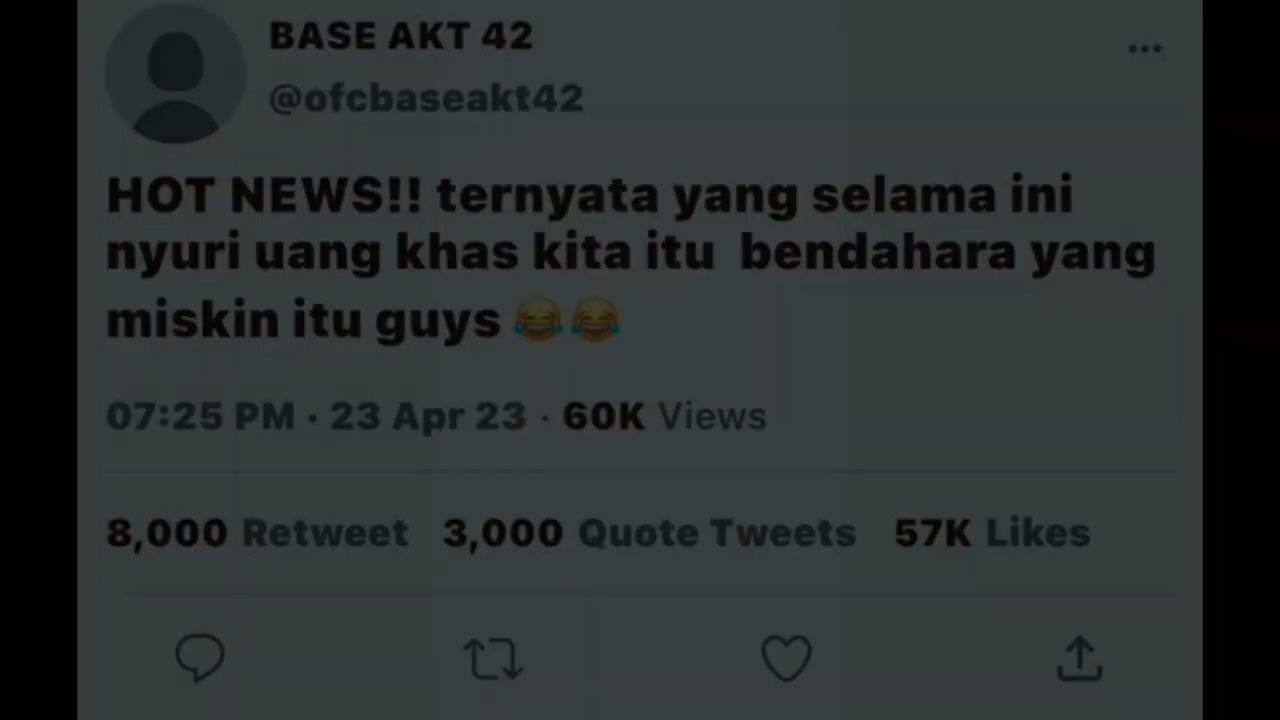 BASE AKT 42
@ofcbaseakt42
HOT NEWS!! ternyata yang selama ini
nyuri uang khas kita itu bendahara yang
miskin itu guys 😂😂
07:25 PM · 23 Apr 23 · 60K Views
8,000 Retweet 3,000 Quote Tweets 57K Likes